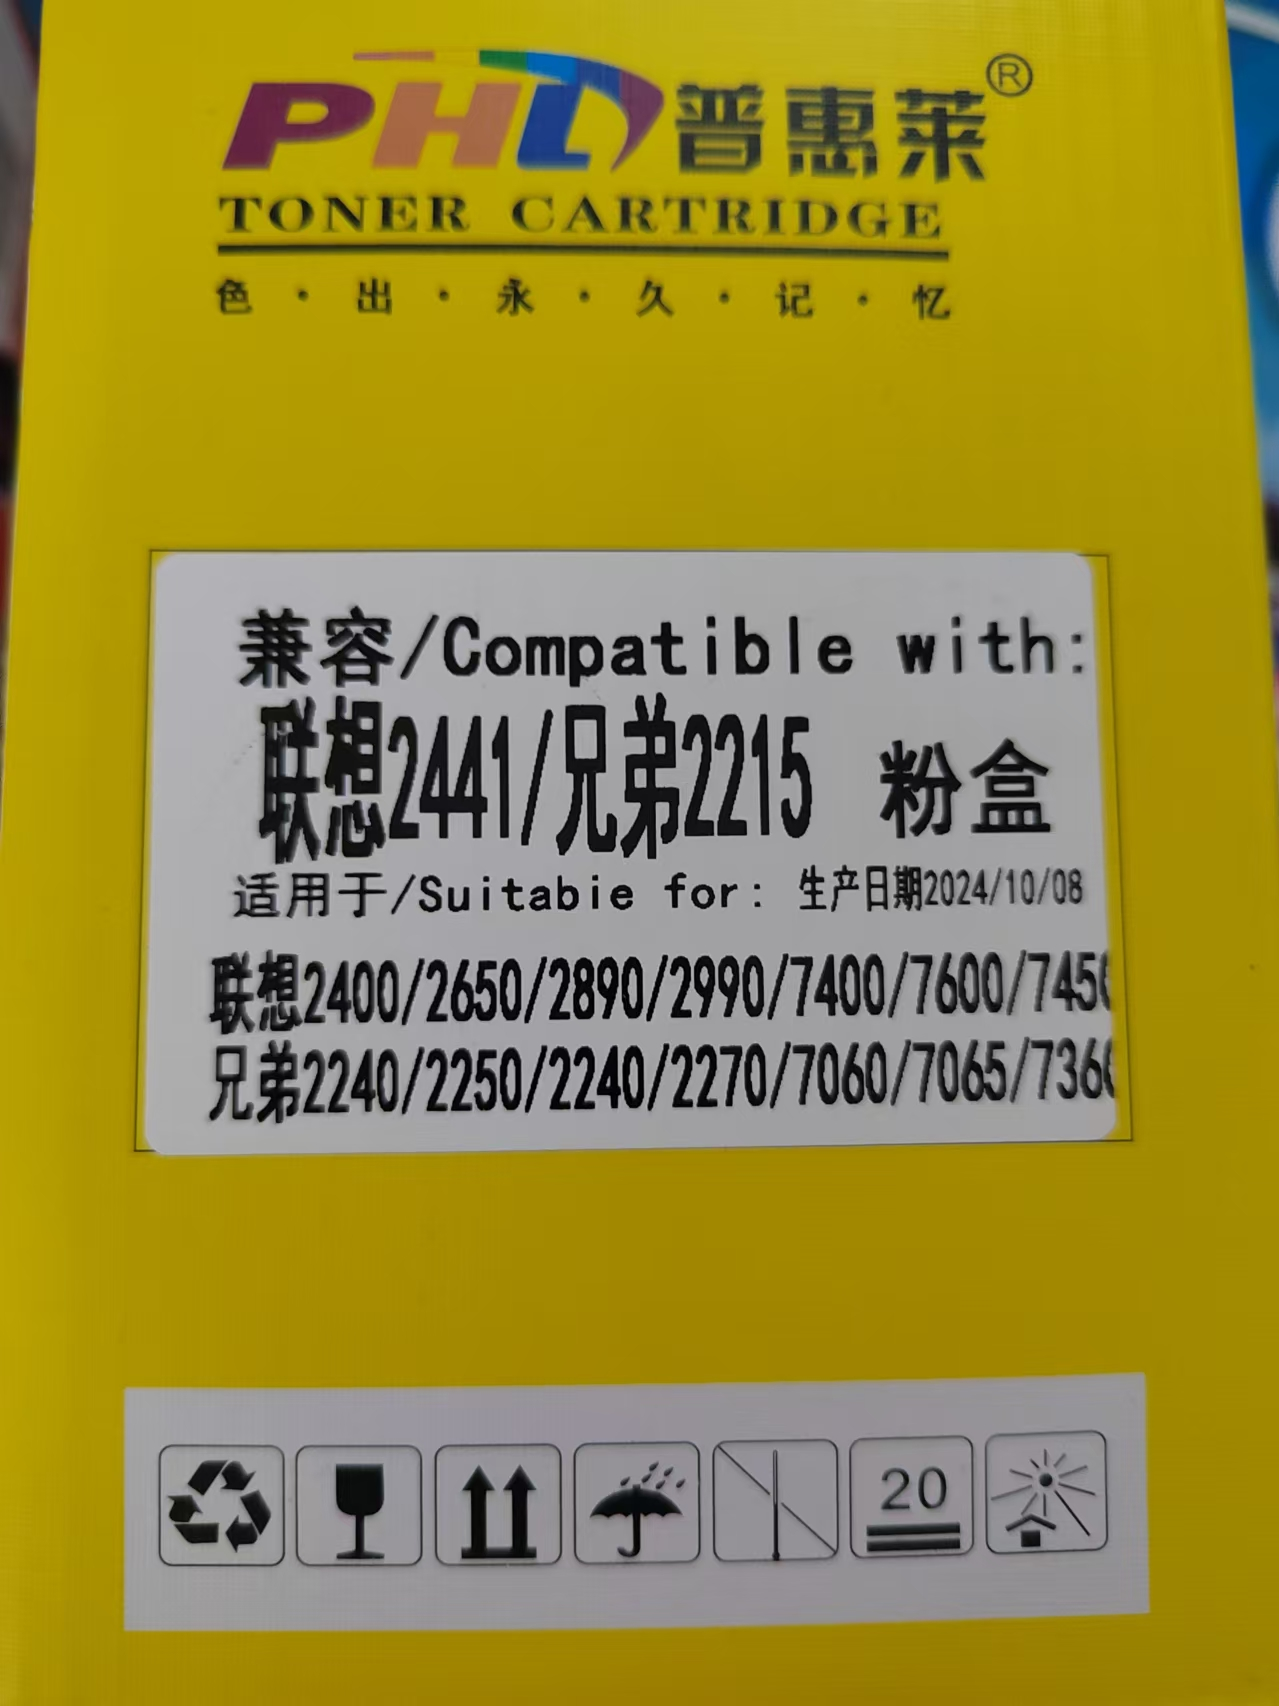 PHL普惠莱®
TONER CARTRIDGE
色·出·永·久·记·忆
兼容/Compatible with:
联想2441/兄弟2215 粉盒
适用于/Suitabie for: 生产日期2024/10/08
联想2400/2650/2890/2990/7400/7600/7450
兄弟2240/2250/2240/2270/7060/7065/7360
20